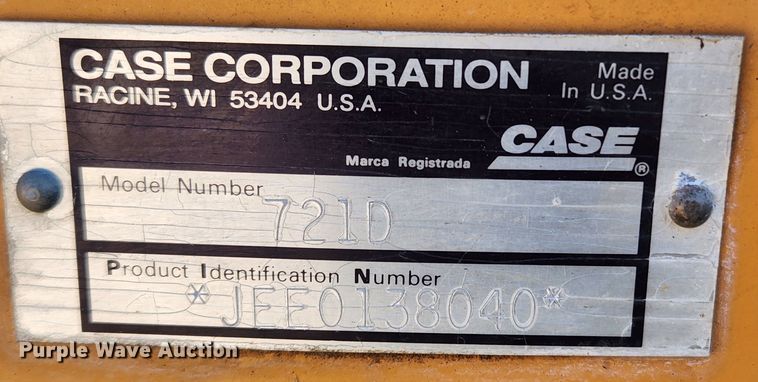 CASE CORPORATION
RACINE, WI 53404 U.S.A.
Made
In U.S.A.
CASE
®
Marca Registrada
Model Number
721D
Product Identification Number
*JEE0138040*
Purple Wave Auction